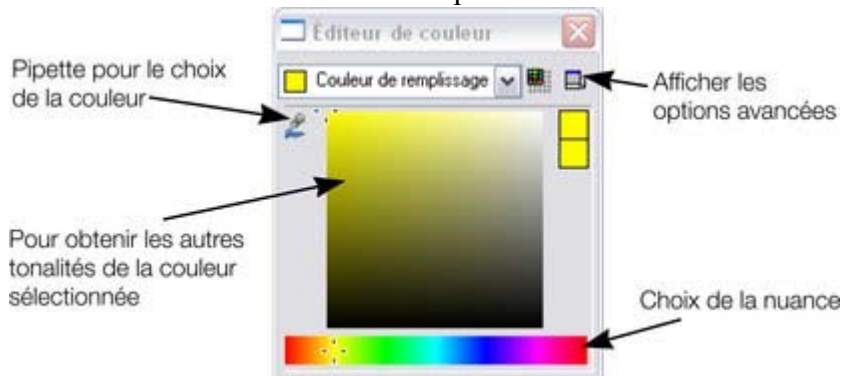 Éditeur de couleur
Pipette pour le choix
de la couleur
Couleur de remplissage
Afficher les
options avancées
Pour obtenir les autres
tonalités de la couleur
sélectionnée
Choix de la nuance